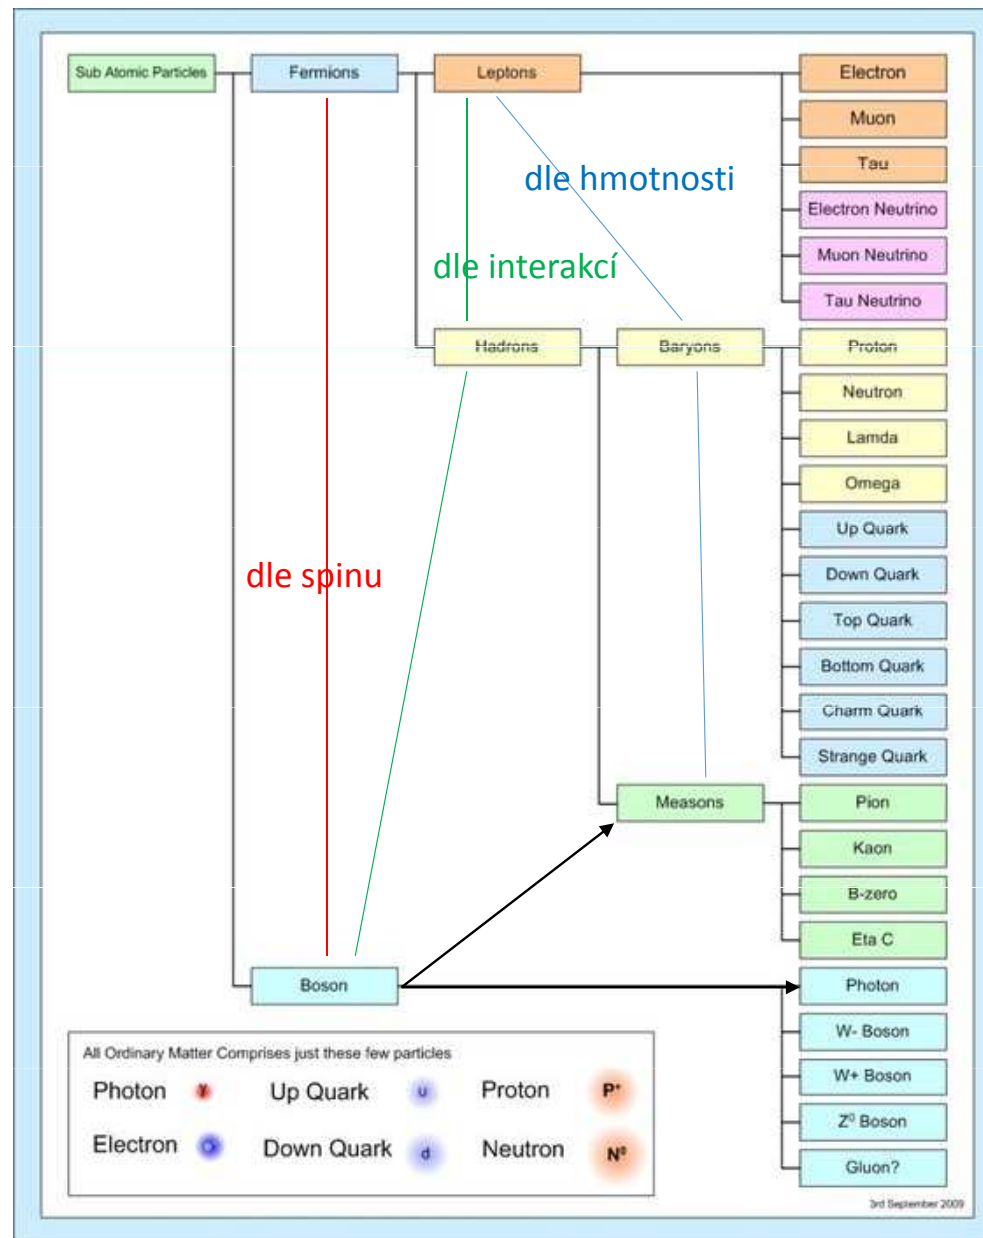 Sub Atomic Particles
Fermions
Leptons
Electron
Muon
Tau
dle hmotnosti
Electron Neutrino
Muon Neutrino
dle interakcí
Tau Neutrino
Hadrons
Baryons
Proton
Neutron
Lamda
Omega
Up Quark
dle spinu
Down Quark
Top Quark
Bottom Quark
Charm Quark
Strange Quark
Measons
Pion
Kaon
B-zero
Eta C
Boson
Photon
W- Boson
W+ Boson
Z⁰ Boson
Gluon?
All Ordinary Matter Comprises just these few particles
Photon γ Up Quark u Proton P⁺
Electron Down Quark d Neutron N⁰
3rd September 2009